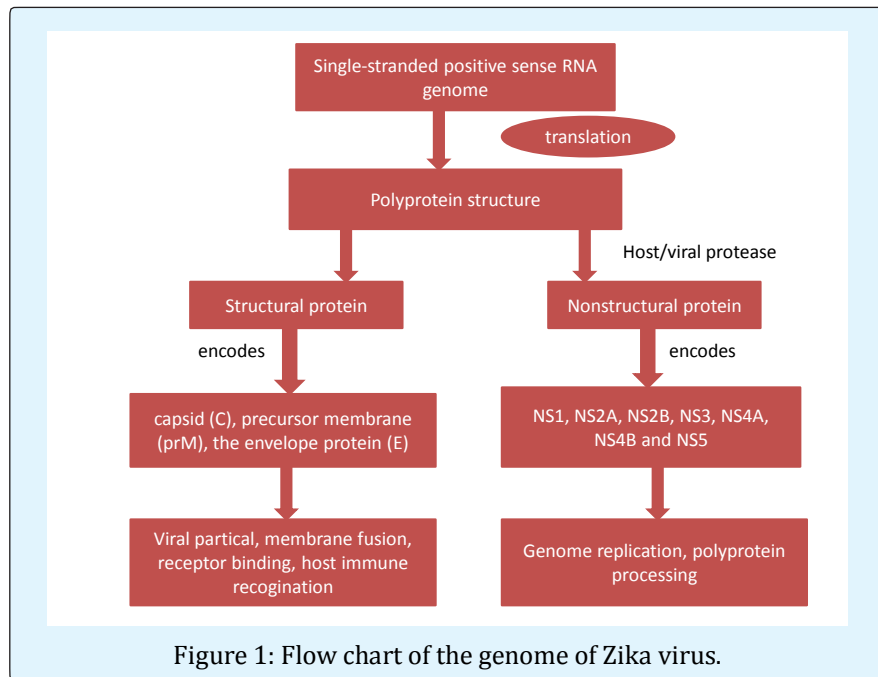 Single-stranded positive sense RNA
genome
translation
Polyprotein structure
Host/viral protease
Structural protein
Nonstructural protein
encodes
encodes
capsid (C), precursor membrane
(prM), the envelope protein (E)
NS1, NS2A, NS2B, NS3, NS4A,
NS4B and NS5
Viral partical, membrane fusion,
receptor binding, host immune
recogination
Genome replication, polyprotein
processing
Figure 1: Flow chart of the genome of Zika virus.